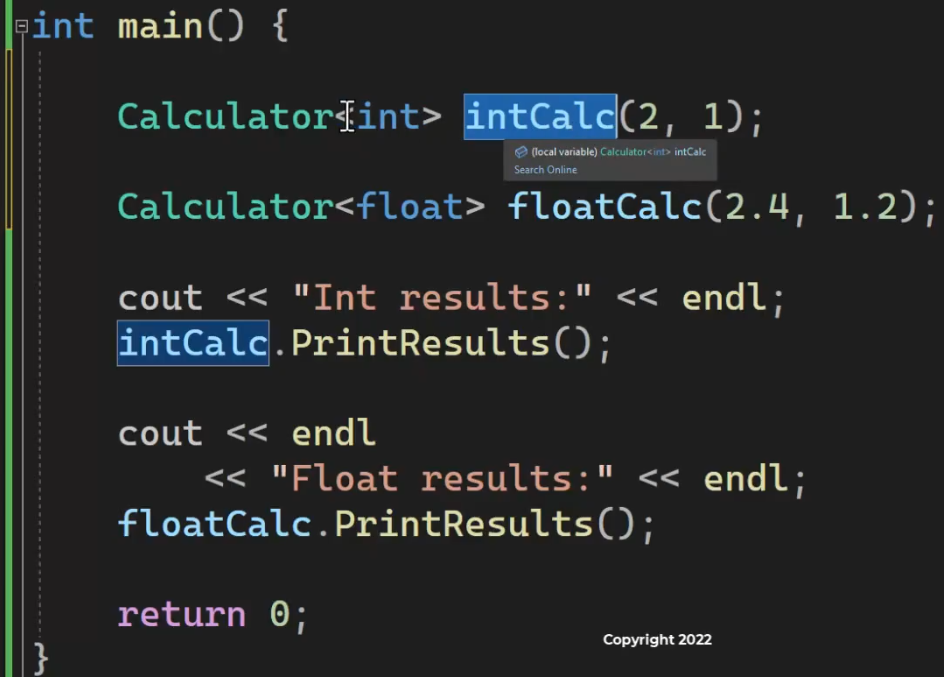 int main() {
Calculator<int> intCalc(2, 1);
(local variable) Calculator<int> intCalc
Search Online
Calculator<float> floatCalc(2.4, 1.2);
cout << "Int results:" << endl;
intCalc.PrintResults();
cout << endl
<< "Float results:" << endl;
floatCalc.PrintResults();
return 0;
Copyright 2022
}